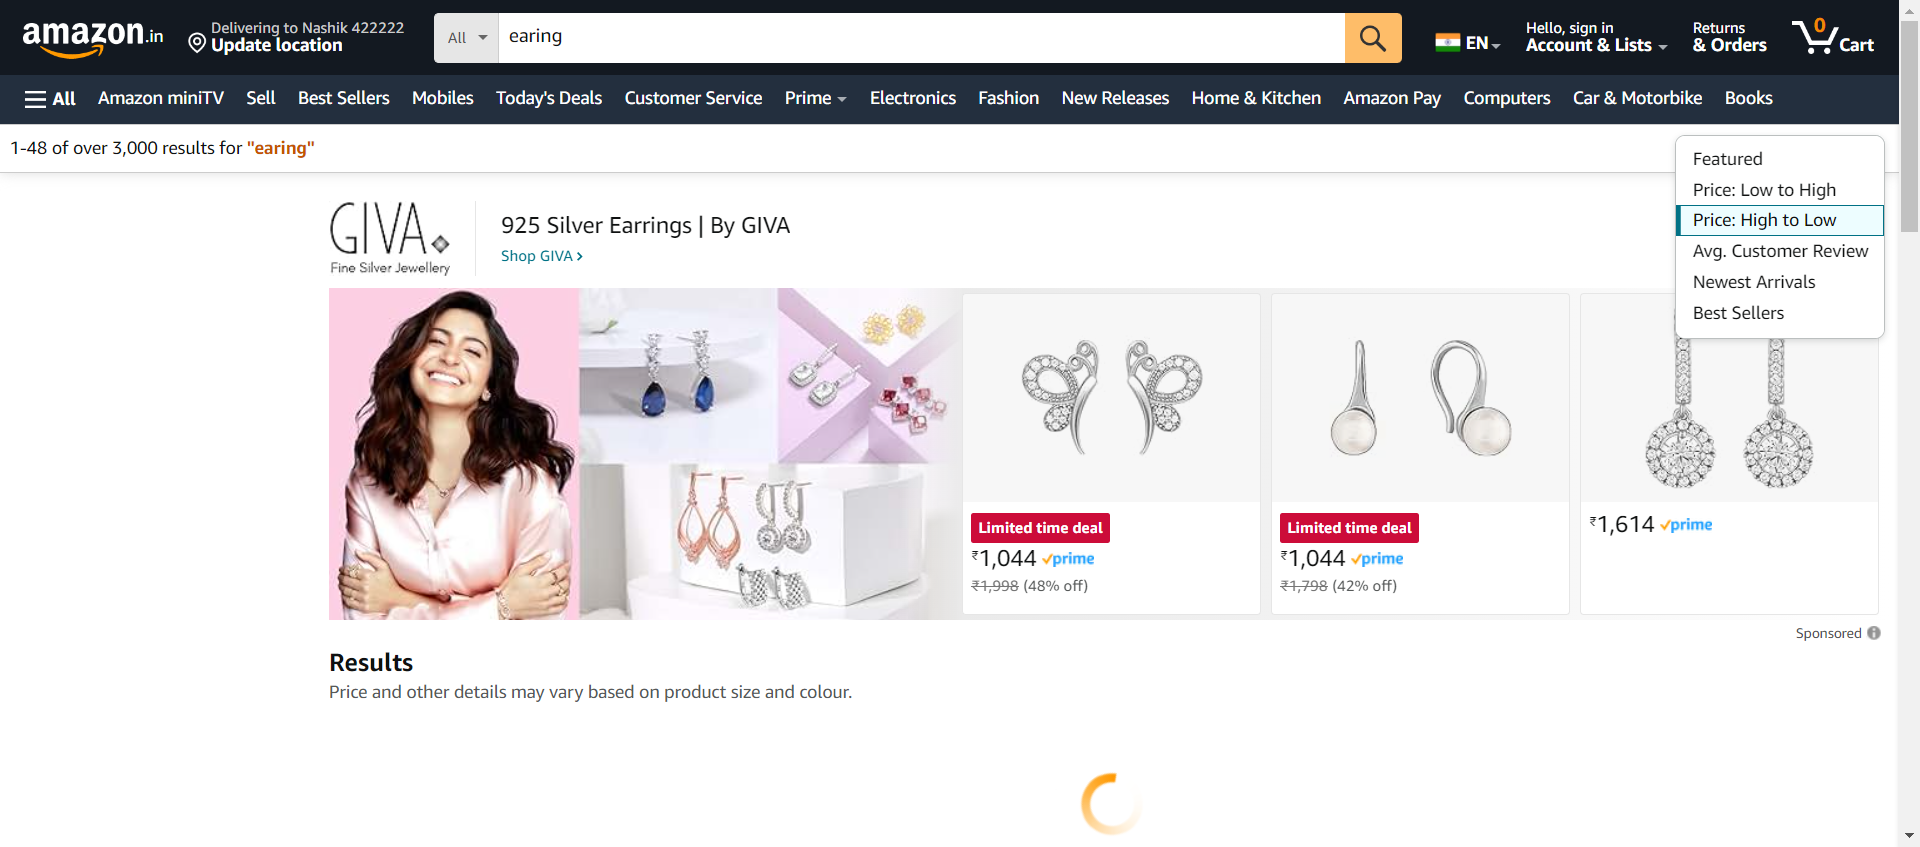 amazon.in
Delivering to Nashik 422222
Update location
All
earing
EN
Hello, sign in
Account & Lists
Returns
& Orders
0
Cart
All
Amazon miniTV
Sell
Best Sellers
Mobiles
Today's Deals
Customer Service
Prime
Electronics
Fashion
New Releases
Home & Kitchen
Amazon Pay
Computers
Car & Motorbike
Books
1-48 of over 3,000 results for "earing"
Featured
Price: Low to High
Price: High to Low
Avg. Customer Review
Newest Arrivals
Best Sellers
GIVA
Fine Silver Jewellery
925 Silver Earrings | By GIVA
Shop GIVA
Limited time deal
₹1,044 prime
₹1,998 (48% off)
Limited time deal
₹1,044 prime
₹1,798 (42% off)
₹1,614 prime
Sponsored
Results
Price and other details may vary based on product size and colour.